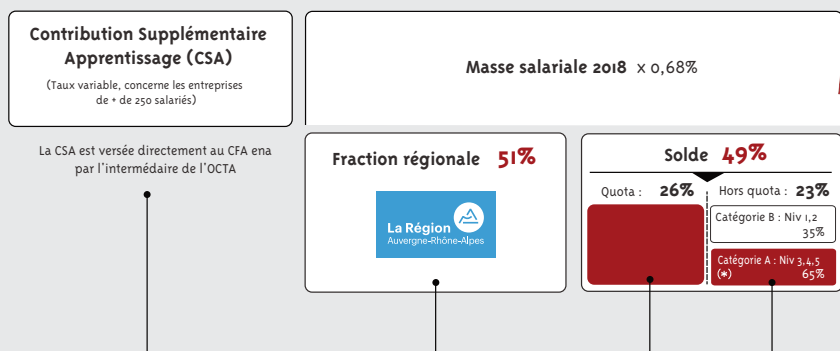 Contribution Supplémentaire
Apprentissage (CSA)
(Taux variable, concerne les entreprises
de + de 250 salariés)
La CSA est versée directement au CFA ena
par l'intermédaire de l'OCTA
Masse salariale 2018 x 0,68%
Fraction régionale 51%
La Région
Auvergne-Rhône-Alpes
Solde 49%
Quota : 26% Hors quota : 23%
Catégorie B : Niv 1,2
35%
Catégorie A : Niv 3,4,5
(*) 65%